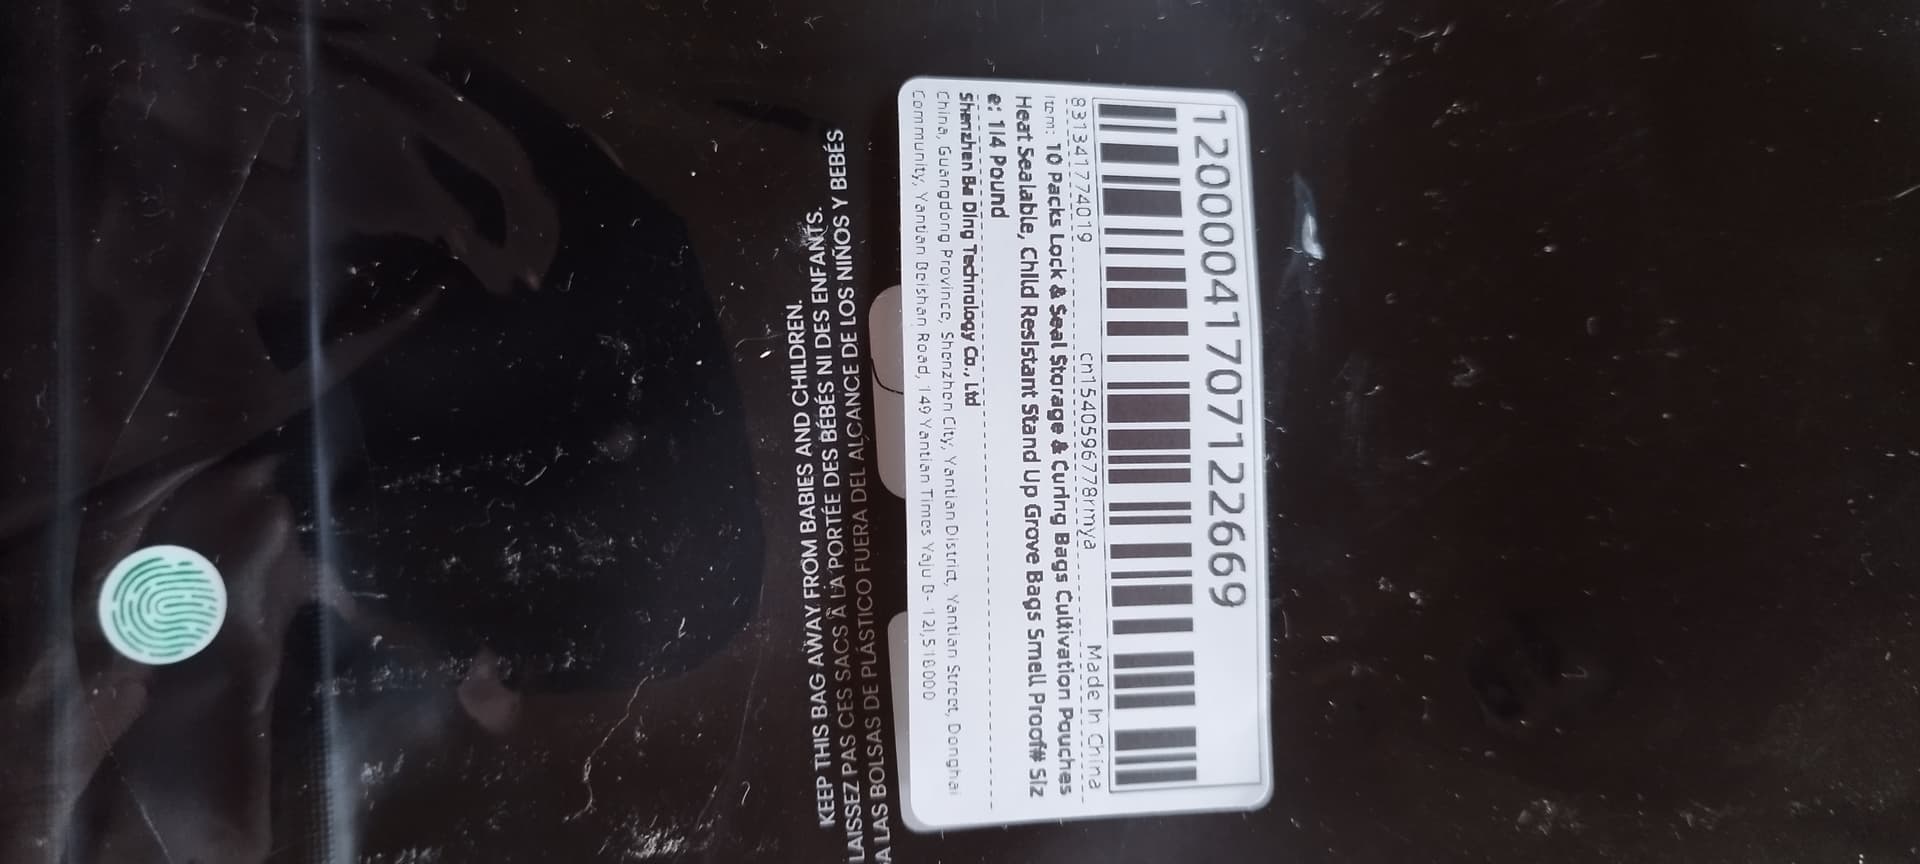 12000041707122669
831341774019 cn1540596778rmya Made In China
Item: 10 Packs Lock & Seal Storage & Curing Bags Cultivation Pouches
Heat Sealable, Child Resistant Stand Up Grove Bags Smell Proof# Siz
e: 1|4 Pound
Shenzhen Ba Ding Technology Co., Ltd
China, Guangdong Province, Shenzhen City, Yantian District, Yantian Street, Donghai
Community, Yantian Beishan Road, 149 Yantian Times Yaju B- 121,518000
KEEP THIS BAG AWAY FROM BABIES AND CHILDREN.
LAISSEZ PAS CES SACS À LA PORTÉE DES BÉBÉS NI DES ENFANTS.
A LAS BOLSAS DE PLÁSTICO FUERA DEL ALCANCE DE LOS NIÑOS Y BEBÉS